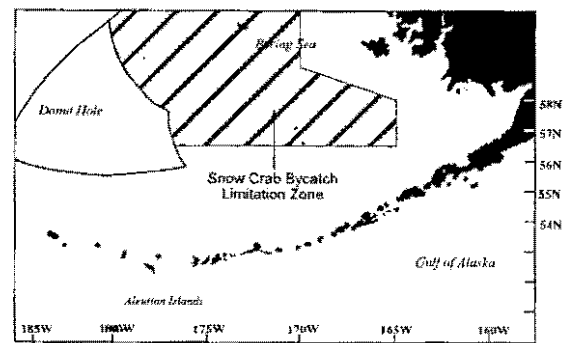 Bering Sea
Donut Hole
58N
57N
56N
55N
54N
Snow Crab Bycatch
Limitation Zone
Gulf of Alaska
Aleutian Islands
185W
180W
175W
170W
165W
160W